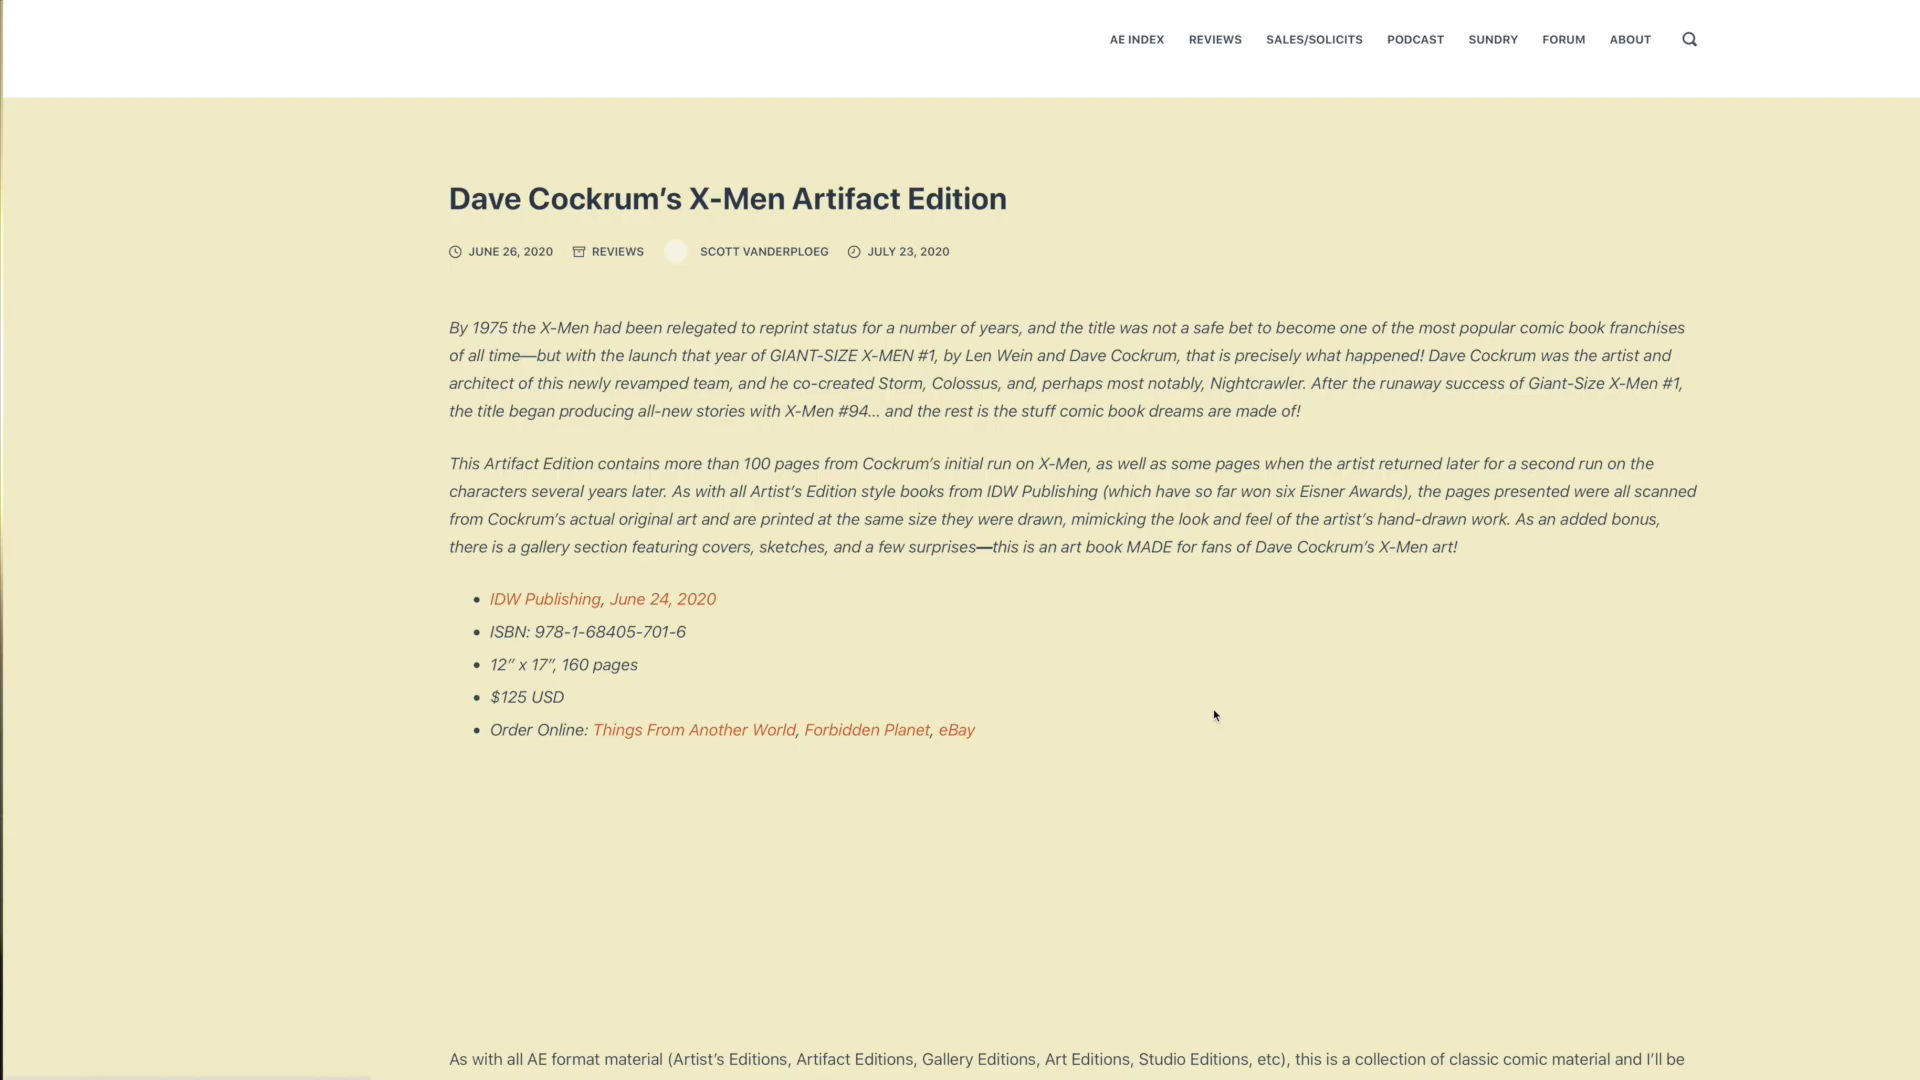 AE INDEX REVIEWS SALES/SOLICITS PODCAST SUNDRY FORUM ABOUT
Dave Cockrum’s X-Men Artifact Edition
JUNE 26, 2020 REVIEWS SCOTT VANDERPLOEG JULY 23, 2020
By 1975 the X-Men had been relegated to reprint status for a number of years, and the title was not a safe bet to become one of the most popular comic book franchises
of all time—but with the launch that year of GIANT-SIZE X-MEN #1, by Len Wein and Dave Cockrum, that is precisely what happened! Dave Cockrum was the artist and
architect of this newly revamped team, and he co-created Storm, Colossus, and, perhaps most notably, Nightcrawler. After the runaway success of Giant-Size X-Men #1,
the title began producing all-new stories with X-Men #94… and the rest is the stuff comic book dreams are made of!
This Artifact Edition contains more than 100 pages from Cockrum’s initial run on X-Men, as well as some pages when the artist returned later for a second run on the
characters several years later. As with all Artist’s Edition style books from IDW Publishing (which have so far won six Eisner Awards), the pages presented were all scanned
from Cockrum’s actual original art and are printed at the same size they were drawn, mimicking the look and feel of the artist’s hand-drawn work. As an added bonus,
there is a gallery section featuring covers, sketches, and a few surprises—this is an art book MADE for fans of Dave Cockrum’s X-Men art!
• IDW Publishing, June 24, 2020
• ISBN: 978-1-68405-701-6
• 12” x 17”, 160 pages
• $125 USD
• Order Online: Things From Another World, Forbidden Planet, eBay
As with all AE format material (Artist’s Editions, Artifact Editions, Gallery Editions, Art Editions, Studio Editions, etc), this is a collection of classic comic material and I’ll be